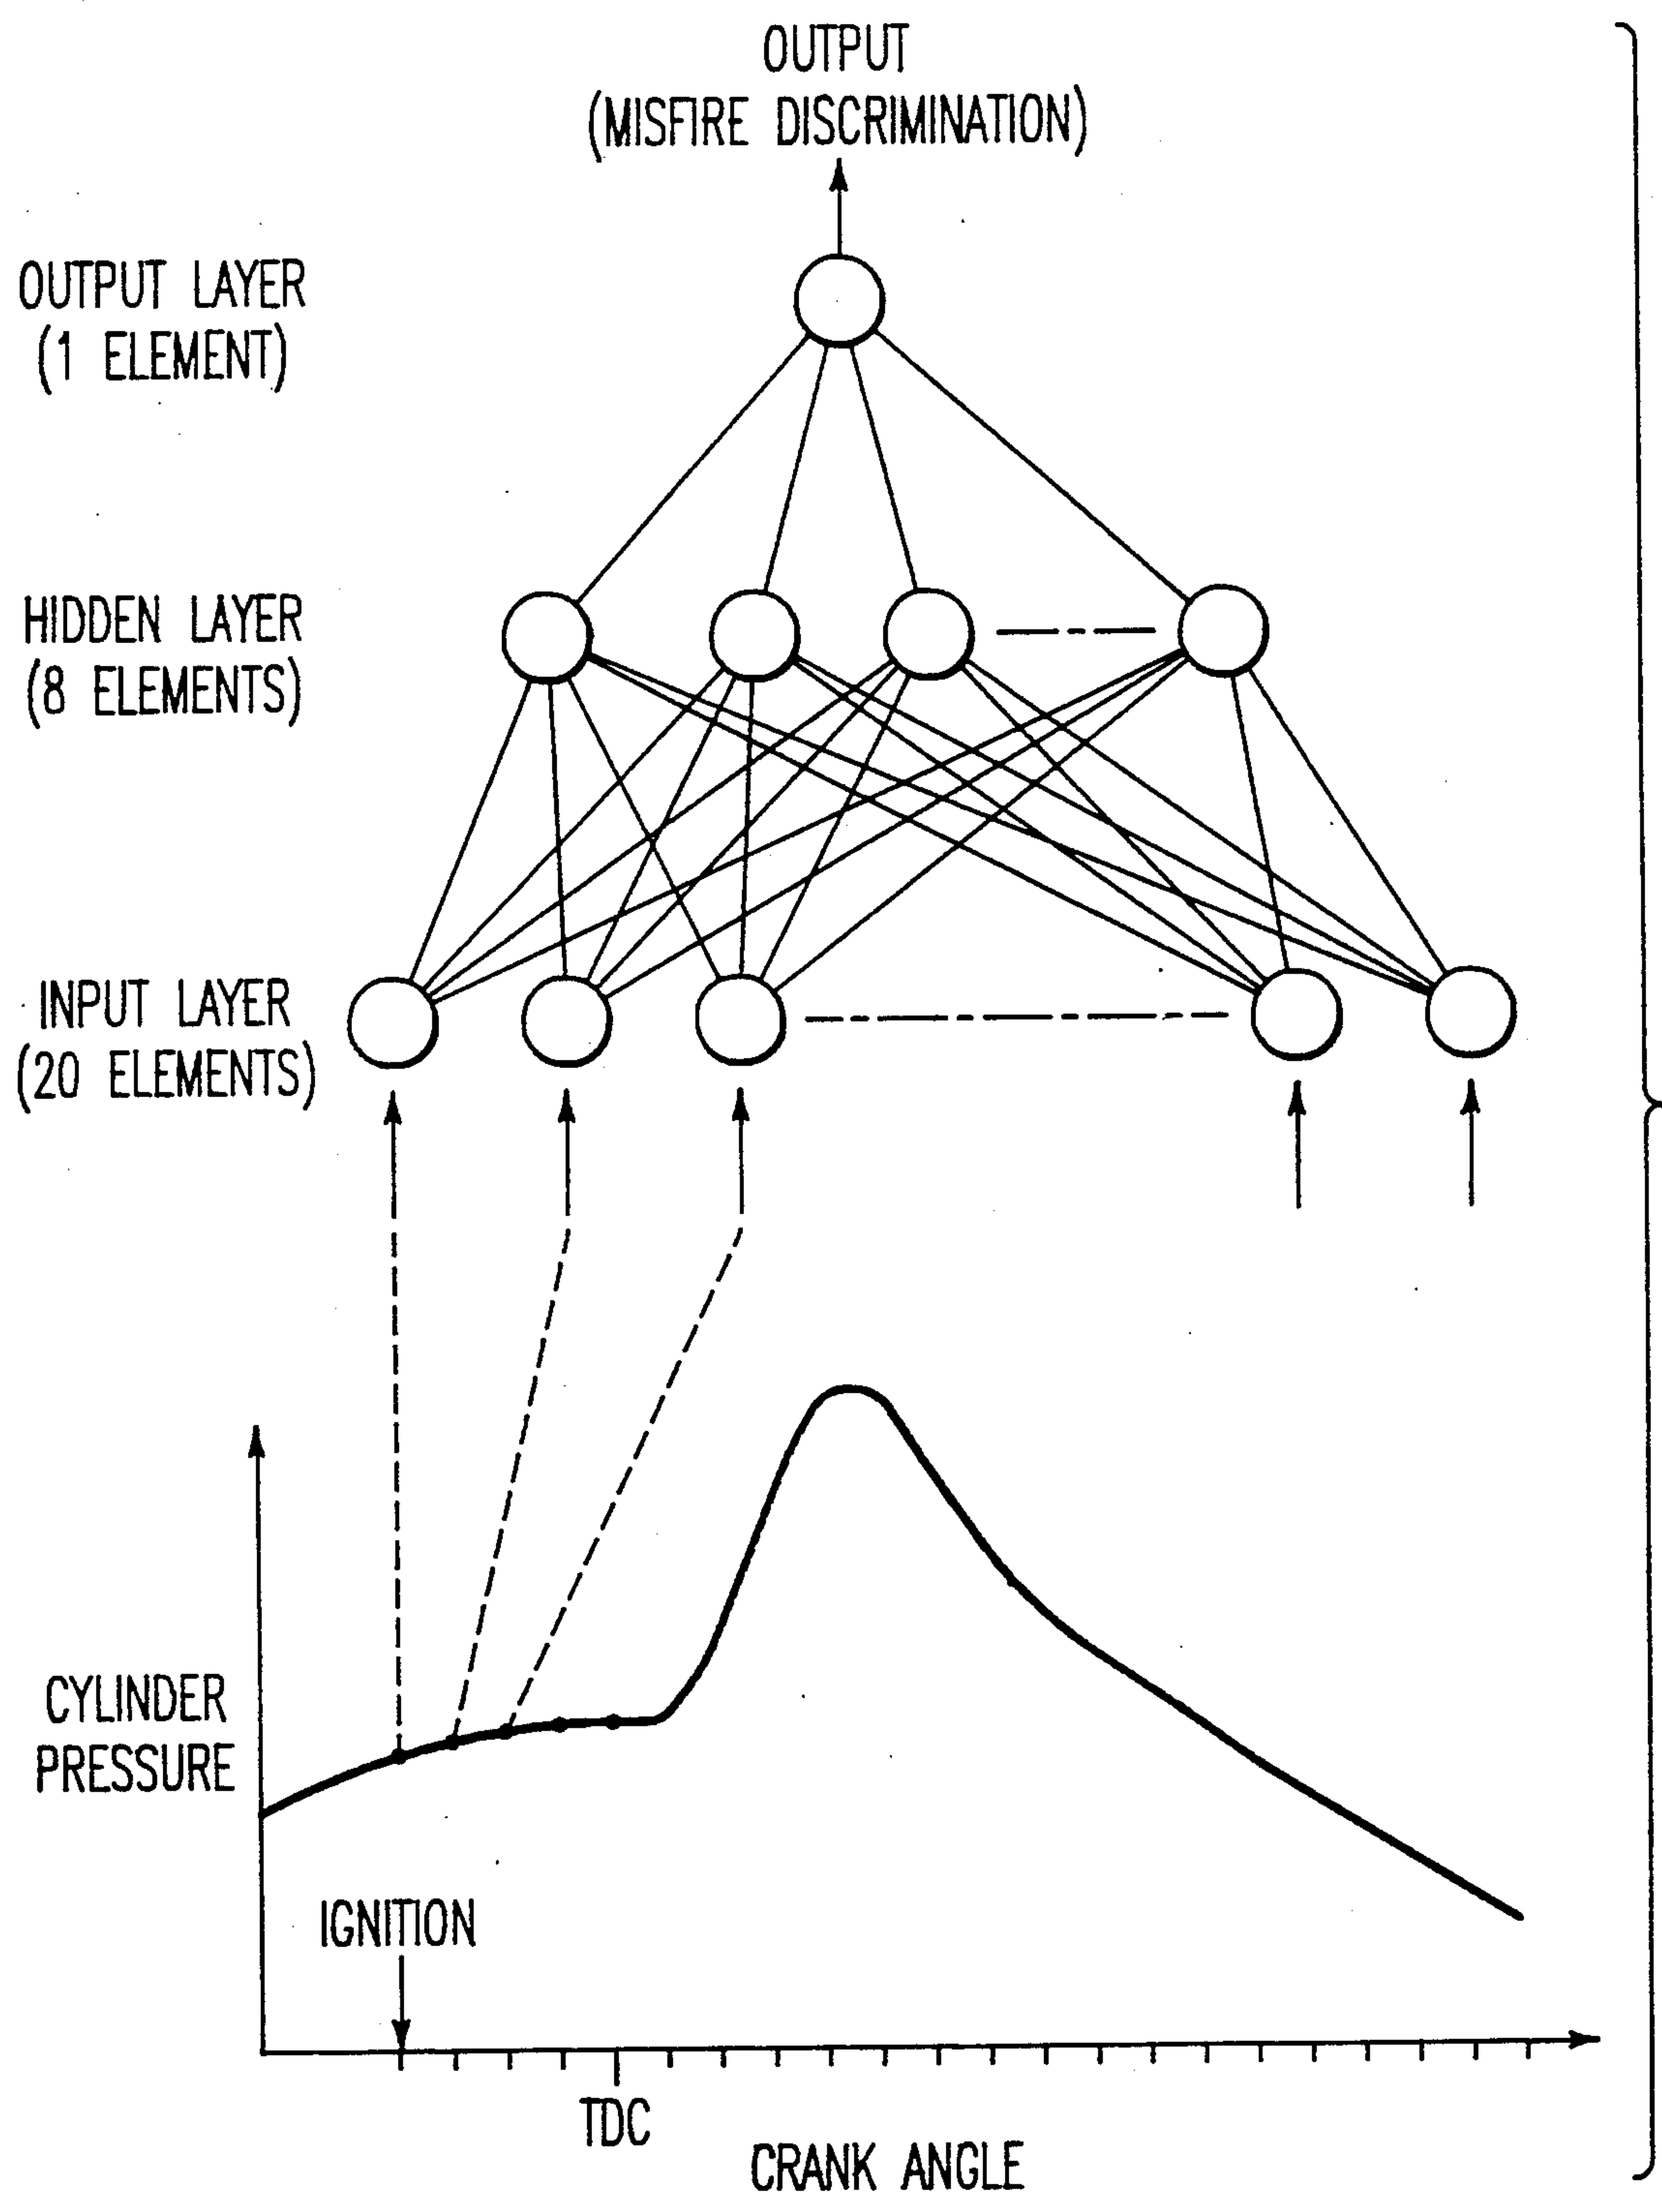 OUTPUT
(MISFIRE DISCRIMINATION)
OUTPUT LAYER
(1 ELEMENT)
HIDDEN LAYER
(8 ELEMENTS)
INPUT LAYER
(20 ELEMENTS)
CYLINDER
PRESSURE
IGNITION
TDC
CRANK ANGLE